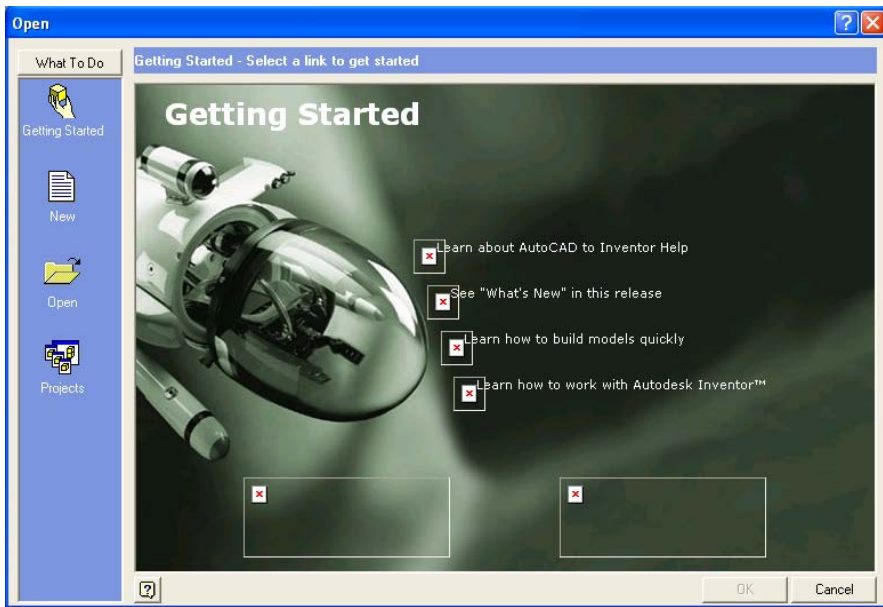 Open
What To Do
Getting Started - Select a link to get started
Getting Started
Getting Started
New
Open
Projects
Learn about AutoCAD to Inventor Help
See "What's New" in this release
Learn how to build models quickly
Learn how to work with Autodesk Inventor™
OK
Cancel